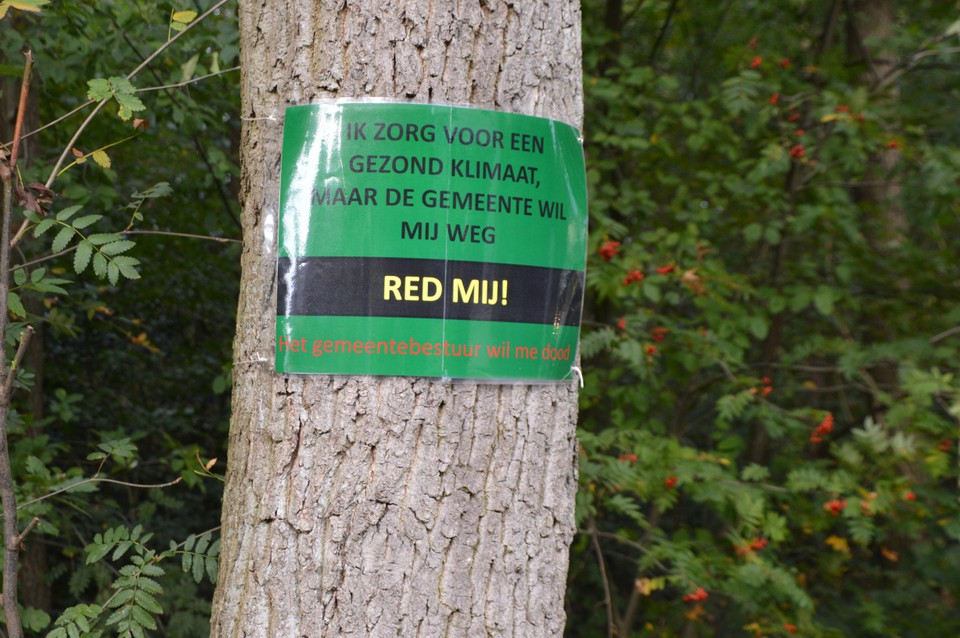 IK ZORG VOOR EEN
GEZOND KLIMAAT,
MAAR DE GEMEENTE WIL
MIJ WEG
RED MIJ!
Het gemeentebestuur wil me dood